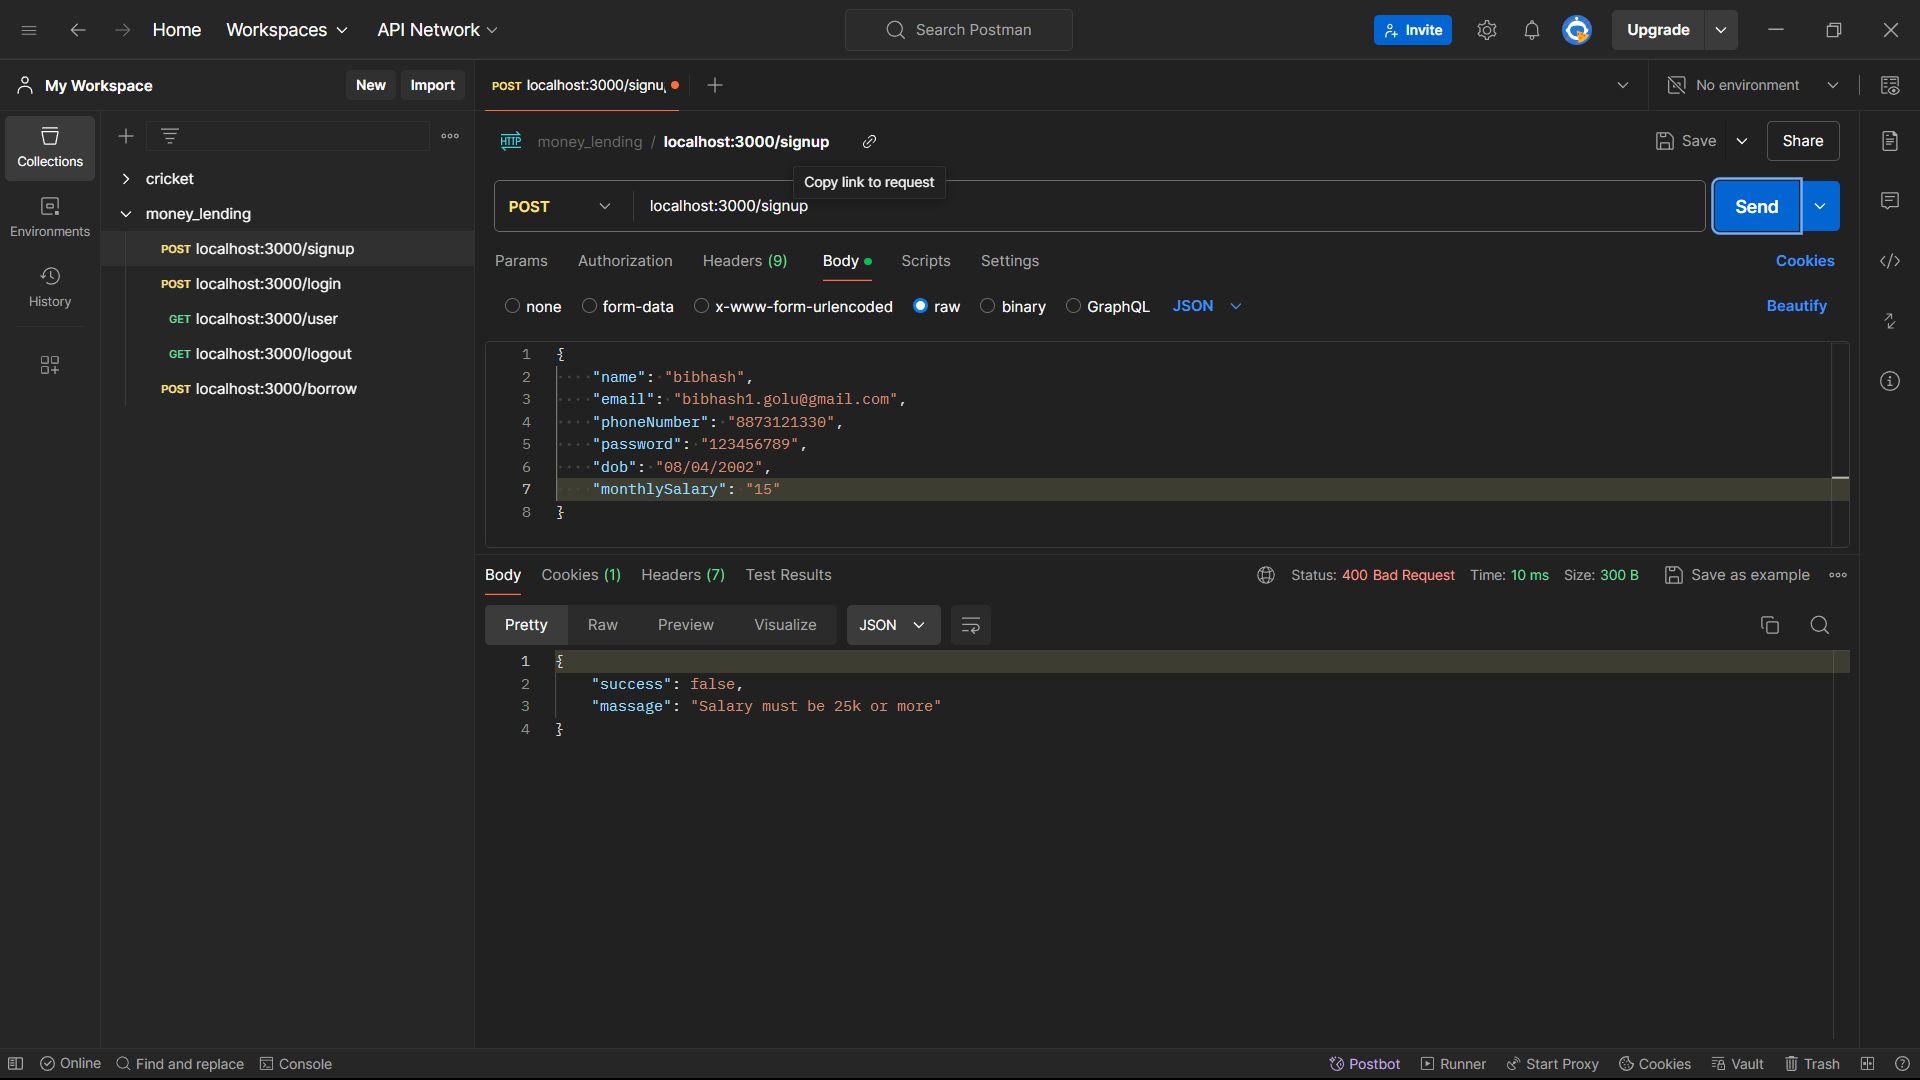 Home Workspaces API Network Search Postman Invite Upgrade
My Workspace New Import POST localhost:3000/signu No environment
Collections
Environments
History
cricket
money_lending
POST localhost:3000/signup
POST localhost:3000/login
GET localhost:3000/user
GET localhost:3000/logout
POST localhost:3000/borrow
HTTP money_lending / localhost:3000/signup Save Share
Copy link to request
POST localhost:3000/signup Send
Params Authorization Headers (9) Body Scripts Settings Cookies
none form-data x-www-form-urlencoded raw binary GraphQL JSON Beautify
1 {
2 "name": "bibhash",
3 "email": "bibhash1.golu@gmail.com",
4 "phoneNumber": "8873121330",
5 "password": "123456789",
6 "dob": "08/04/2002",
7 "monthlySalary": "15"
8 }
Body Cookies (1) Headers (7) Test Results Status: 400 Bad Request Time: 10 ms Size: 300 B Save as example
Pretty Raw Preview Visualize JSON
1 {
2 "success": false,
3 "massage": "Salary must be 25k or more"
4 }
Online Find and replace Console Postbot Runner Start Proxy Cookies Vault Trash